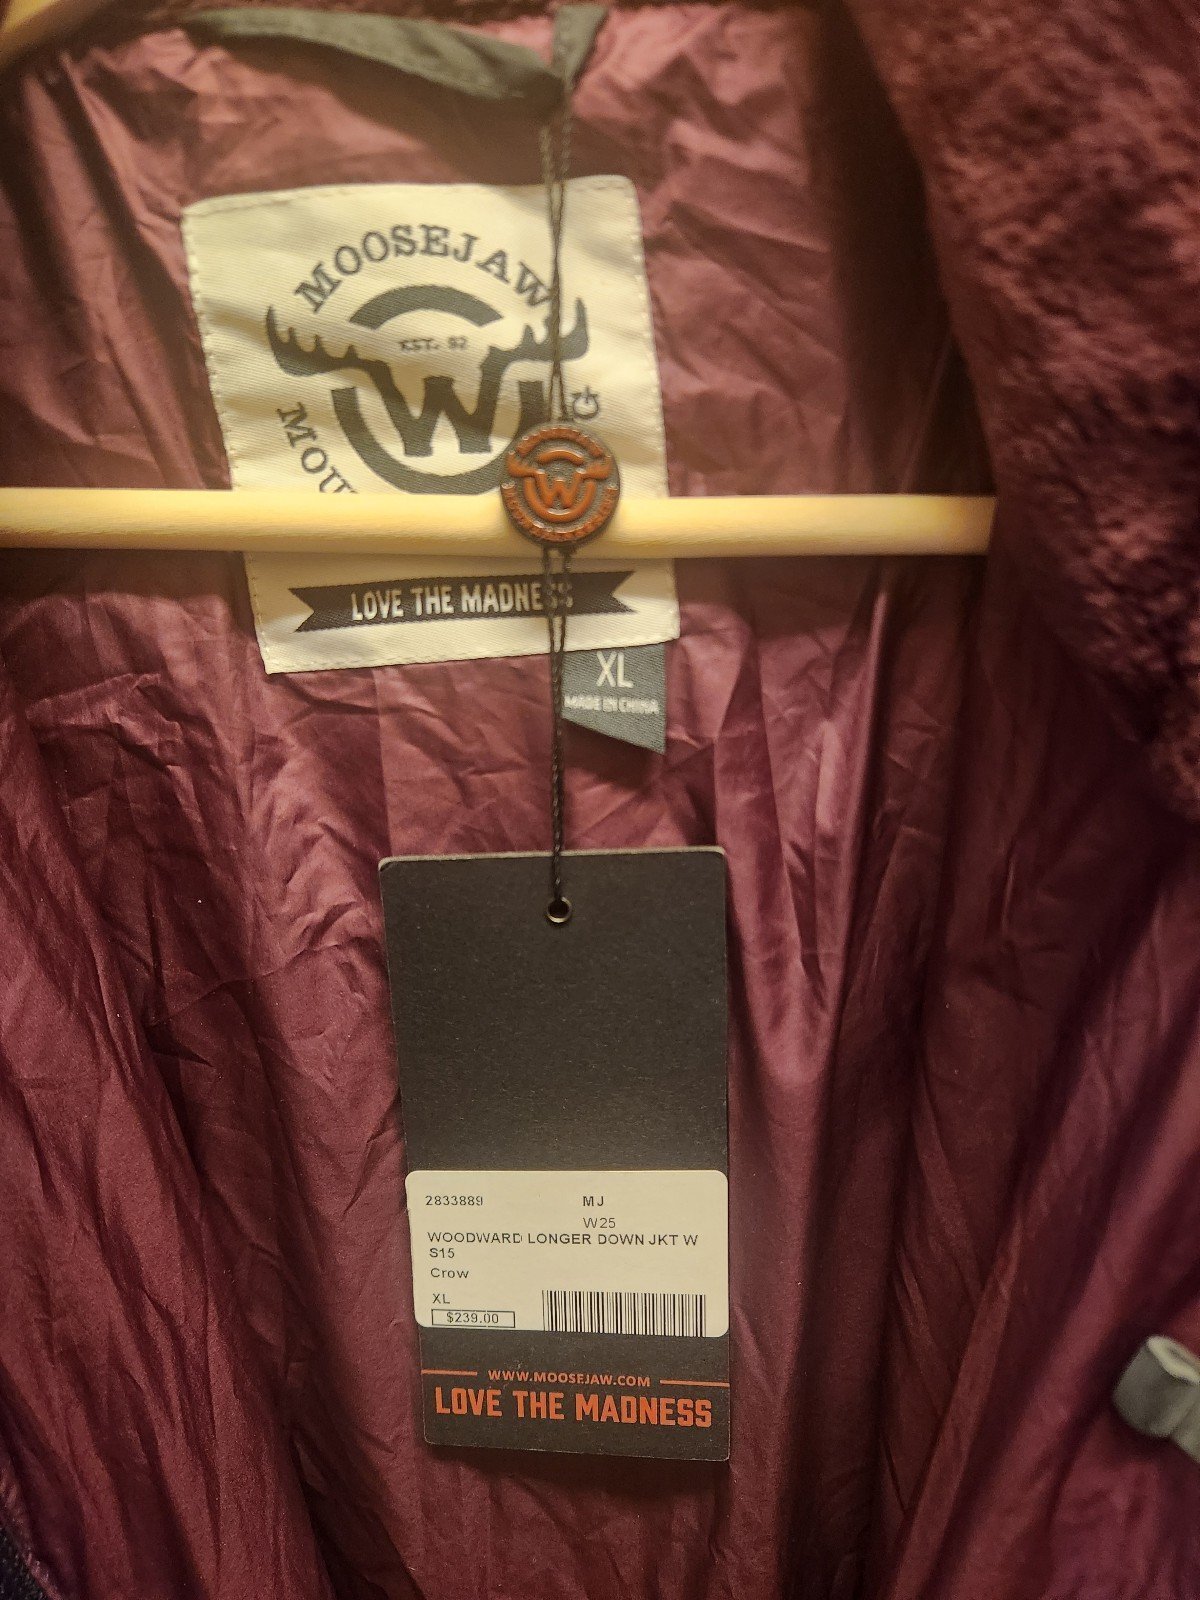 MOOSEJAW
EST. 92
LOVE THE MADNESS
XL
MADE IN CHINA
2833889 MJ
W25
WOODWARD LONGER DOWN JKT W
S15
Crow
XL
$239.00
WWW.MOOSEJAW.COM
LOVE THE MADNESS